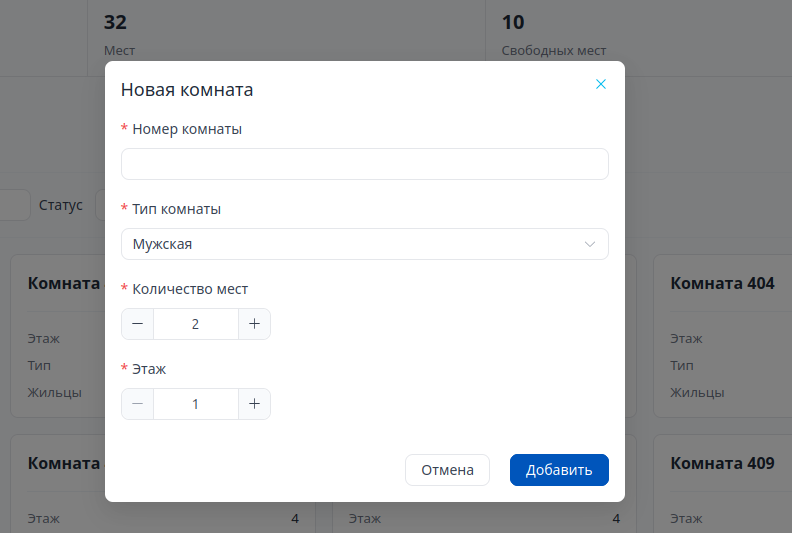 32
10
Мест
Свободных мест
Новая комната
* Номер комнаты
Статус
* Тип комнаты
Мужская
Комната
Комната 404
* Количество мест
2
Этаж
Этаж
Тип
Тип
* Этаж
Жильцы
Жильцы
1
Комната
Комната 409
Отмена
Добавить
Этаж
4
Этаж
4
Этаж